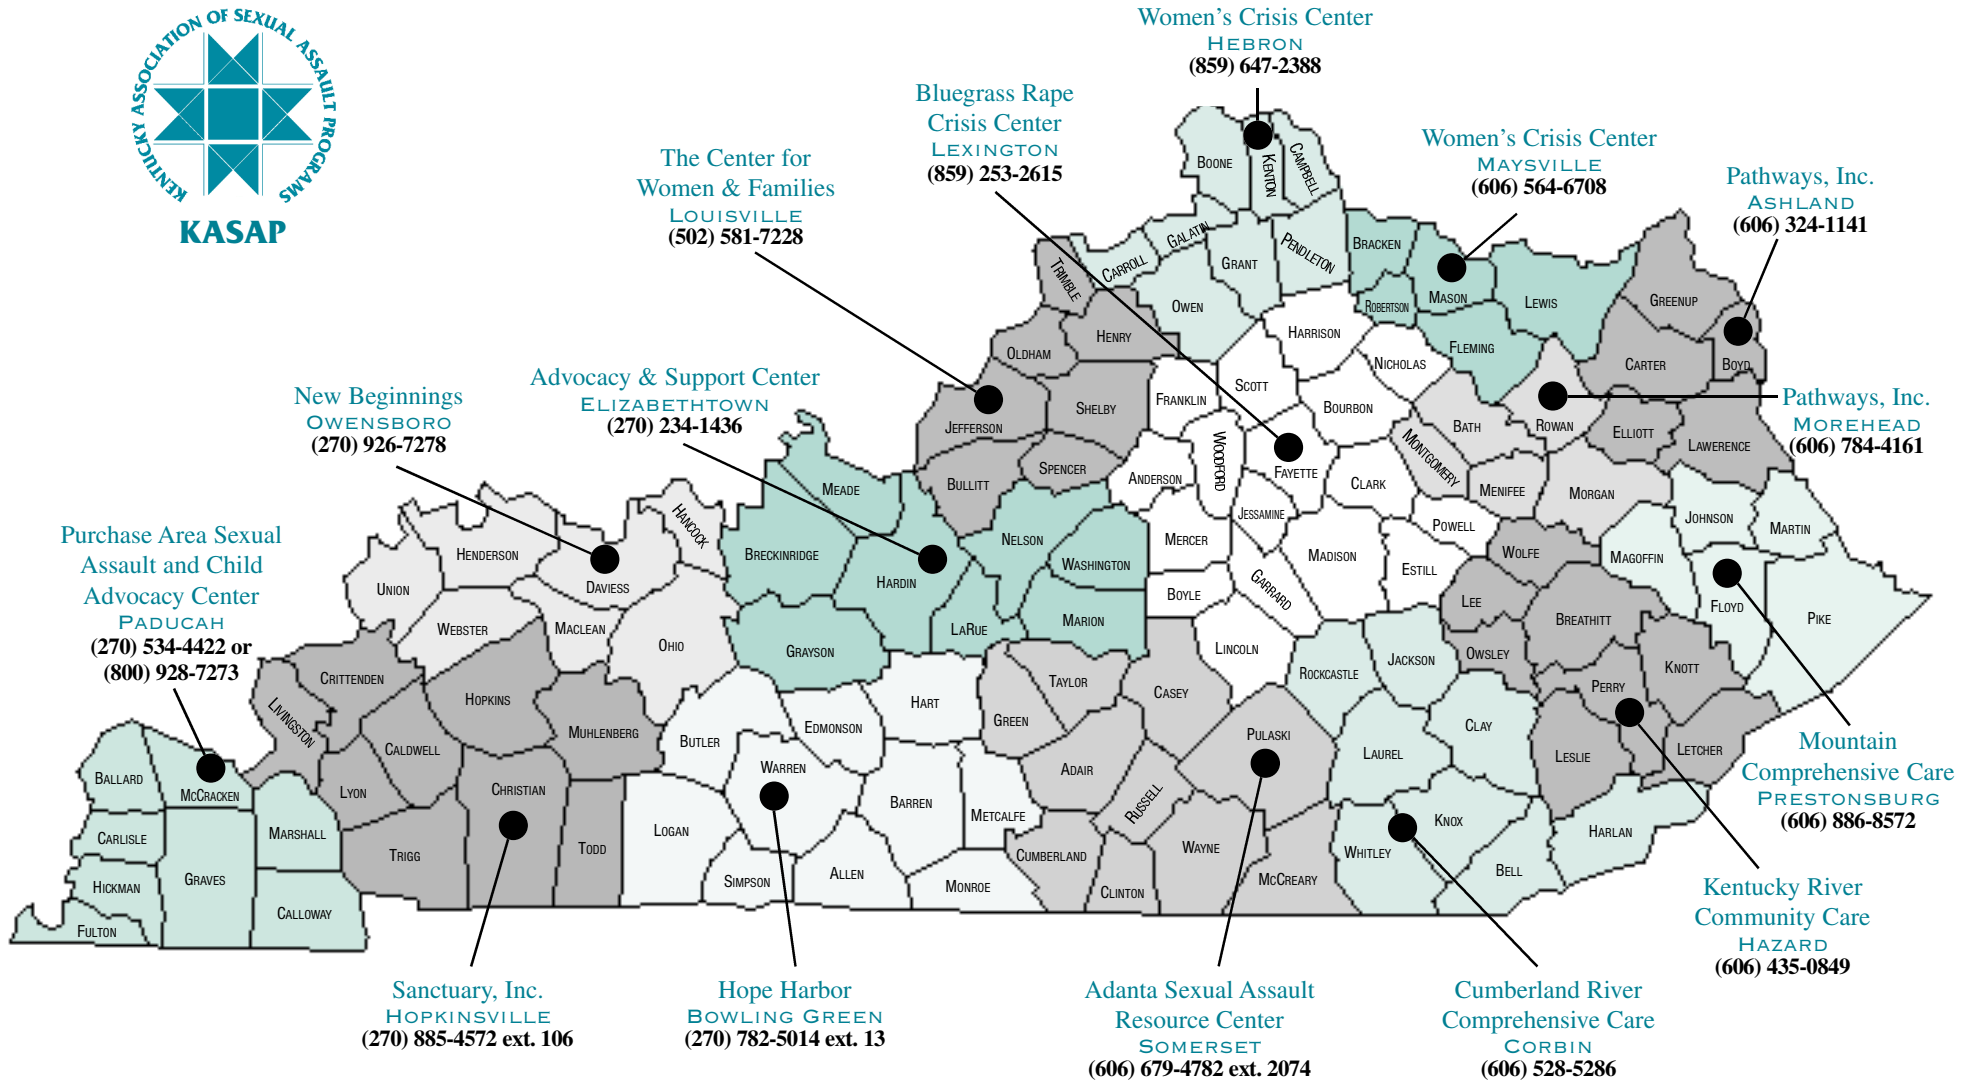 KENTUCKY ASSOCIATION OF SEXUAL ASSAULT PROGRAMS
KASAP
Women’s Crisis Center
HEBRON
(859) 647-2388
Bluegrass Rape
Crisis Center
LEXINGTON
(859) 253-2615
Women’s Crisis Center
MAYSVILLE
(606) 564-6708
The Center for
Women & Families
LOUISVILLE
(502) 581-7228
Pathways, Inc.
ASHLAND
(606) 324-1141
New Beginnings
OWENSBORO
(270) 926-7278
Advocacy & Support Center
ELIZABETHTOWN
(270) 234-1436
Pathways, Inc.
MOREHEAD
(606) 784-4161
Purchase Area Sexual
Assault and Child
Advocacy Center
PADUCAH
(270) 534-4422 or
(800) 928-7273
Mountain
Comprehensive Care
PRESTONSBURG
(606) 886-8572
Kentucky River
Community Care
HAZARD
(606) 435-0849
Sanctuary, Inc.
HOPKINSVILLE
(270) 885-4572 ext. 106
Hope Harbor
BOWLING GREEN
(270) 782-5014 ext. 13
Adanta Sexual Assault
Resource Center
SOMERSET
(606) 679-4782 ext. 2074
Cumberland River
Comprehensive Care
CORBIN
(606) 528-5286
BOONE
KENTON
CAMPBELL
GALATIN
CARROLL
GRANT
PENDLETON
BRACKEN
TRIMBLE
OWEN
ROBERTSON
MASON
LEWIS
GREENUP
HENRY
HARRISON
OLDHAM
FLEMING
NICHOLAS
CARTER
BOYD
SCOTT
FRANKLIN
SHELBY
BOURBON
JEFFERSON
BATH
ROWAN
ELLIOTT
LAWERENCE
WOODFORD
MONTGOMERY
SPENCER
ANDERSON
FAYETTE
CLARK
BULLITT
MEADE
MENIFEE
MORGAN
JESSAMINE
POWELL
JOHNSON
MARTIN
HANCOCK
NELSON
MERCER
MADISON
WOLFE
MAGOFFIN
HENDERSON
BRECKINRIDGE
WASHINGTON
ESTILL
UNION
DAVIESS
HARDIN
BOYLE
GARRARD
LEE
FLOYD
PIKE
WEBSTER
MACLEAN
OHIO
LARUE
MARION
BREATHITT
GRAYSON
LINCOLN
JACKSON
OWSLEY
KNOTT
CRITTENDEN
ROCKCASTLE
TAYLOR
CASEY
PERRY
HOPKINS
LIVINGSTON
HART
GREEN
CLAY
MUHLENBERG
EDMONSON
PULASKI
BUTLER
CALDWELL
LAUREL
LESLIE
LETCHER
WARREN
ADAIR
BALLARD
MCCRACKEN
LYON
CHRISTIAN
BARREN
RUSSELL
METCALFE
KNOX
HARLAN
CARLISLE
MARSHALL
LOGAN
TRIGG
TODD
CUMBERLAND
WAYNE
WHITLEY
HICKMAN
GRAVES
SIMPSON
ALLEN
MONROE
CLINTON
MCCREARY
BELL
CALLOWAY
FULTON